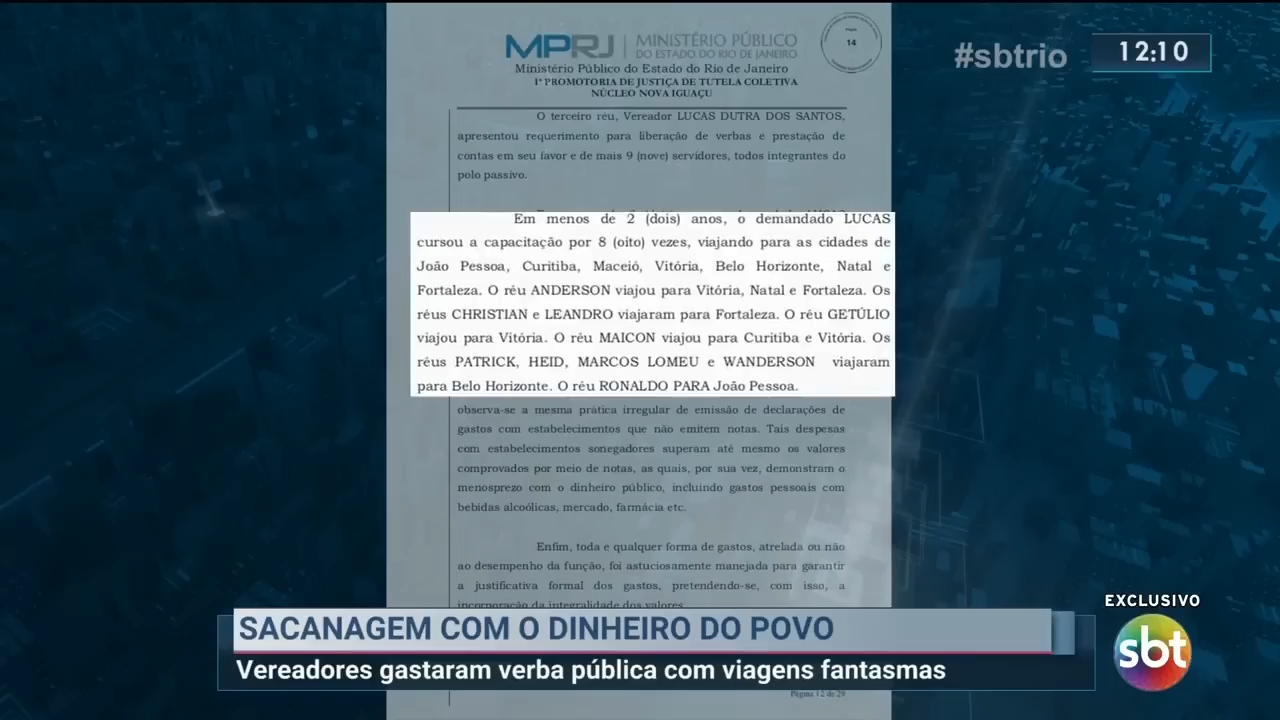 MPRJ MINISTÉRIO PÚBLICO
DO ESTADO DO RIO DE JANEIRO
14
#sbtrio
12:10
Ministério Público do Estado do Rio de Janeiro
1ª PROMOTORIA DE JUSTIÇA DE TUTELA COLETIVA
NÚCLEO NOVA IGUAÇU
O terceiro réu, Vereador LUCAS DUTRA DOS SANTOS,
apresentou requerimento para liberação de verbas e prestação de
contas em seu favor e de mais 9 (nove) servidores, todos integrantes do
polo passivo.
Em menos de 2 (dois) anos, o demandado LUCAS
cursou a capacitação por 8 (oito) vezes, viajando para as cidades de
João Pessoa, Curitiba, Maceió, Vitória, Belo Horizonte, Natal e
Fortaleza. O réu ANDERSON viajou para Vitória, Natal e Fortaleza. Os
réus CHRISTIAN e LEANDRO viajaram para Fortaleza. O réu GETÚLIO
viajou para Vitória. O réu MAICON viajou para Curitiba e Vitória. Os
réus PATRICK, HEID, MARCOS LOMEU e WANDERSON viajaram
para Belo Horizonte. O réu RONALDO PARA João Pessoa.
observa-se a mesma prática irregular de emissão de declarações de
gastos com estabelecimentos que não emitem notas. Tais despesas
com estabelecimentos sonegadores superam até mesmo os valores
comprovados por meio de notas, as quais, por sua vez, demonstram o
menosprezo com o dinheiro público, incluindo gastos pessoais com
bebidas alcoólicas, mercado, farmácia etc.
Enfim, toda e qualquer forma de gastos, atrelada ou não
ao desempenho da função, foi astuciosamente manejada para garantir
a justificativa formal dos gastos, pretendendo-se, com isso, a
incorporação da integralidade dos valores
SACANAGEM COM O DINHEIRO DO POVO
Vereadores gastaram verba pública com viagens fantasmas
EXCLUSIVO
sbt
Página 12 de 29